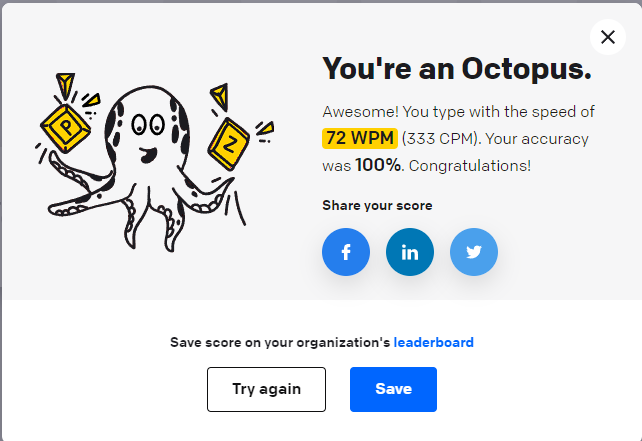 You're an Octopus.
Awesome! You type with the speed of
72 WPM (333 CPM). Your accuracy
was 100%. Congratulations!
Share your score
P
Z
f
in
Save score on your organization's leaderboard
Try again
Save